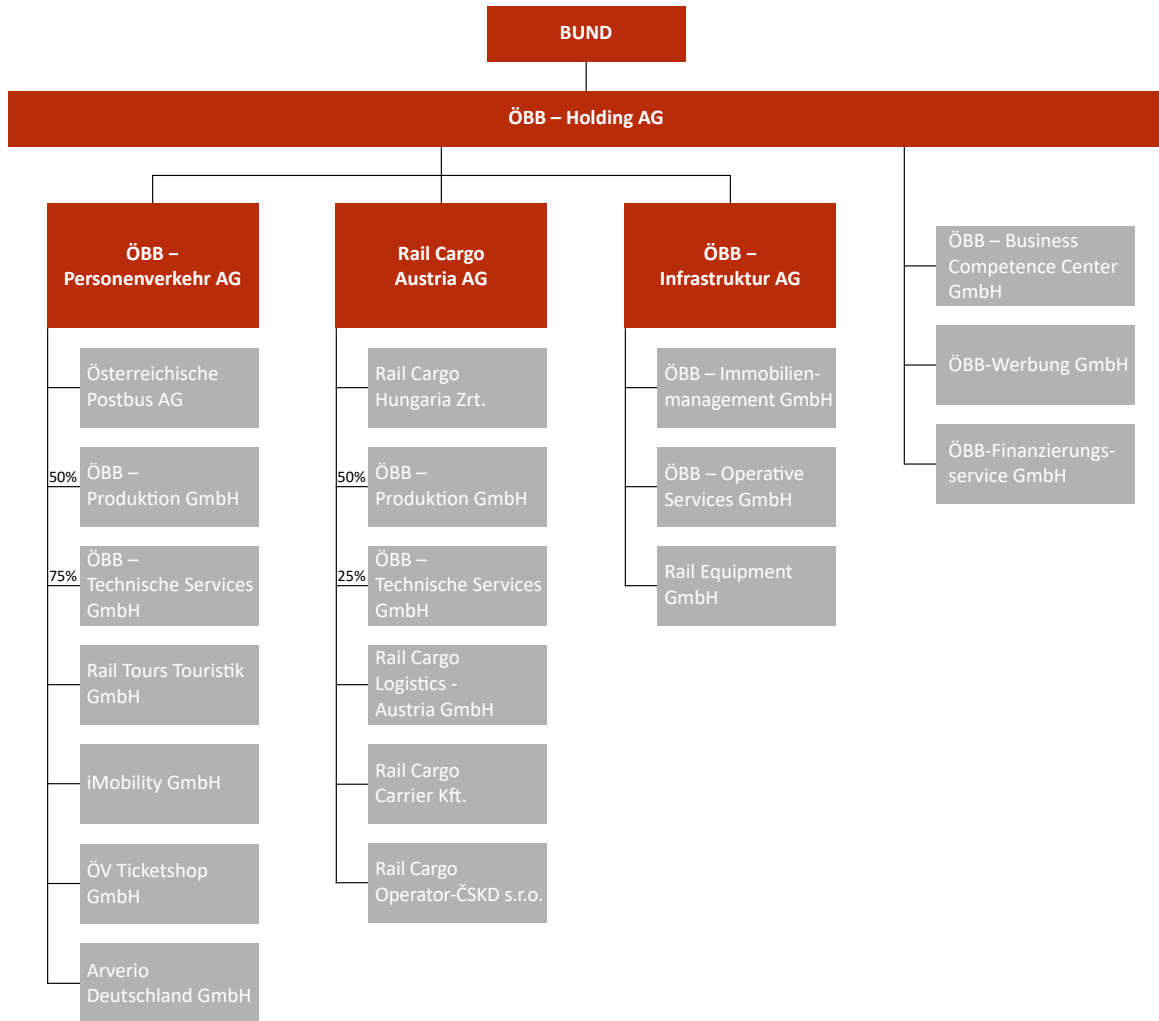 BUND
ÖBB – Holding AG
ÖBB –
Personenverkehr AG
Österreichische
Postbus AG
50%
ÖBB –
Produktion GmbH
75%
ÖBB –
Technische Services
GmbH
Rail Tours Touristik
GmbH
iMobility GmbH
ÖV Ticketshop
GmbH
Arverio
Deutschland GmbH
Rail Cargo
Austria AG
Rail Cargo
Hungaria Zrt.
50%
ÖBB –
Produktion GmbH
25%
ÖBB –
Technische Services
GmbH
Rail Cargo
Logistics -
Austria GmbH
Rail Cargo
Carrier Kft.
Rail Cargo
Operator-ČSKD s.r.o.
ÖBB –
Infrastruktur AG
ÖBB – Immobilien-
management GmbH
ÖBB – Operative
Services GmbH
Rail Equipment
GmbH
ÖBB – Business
Competence Center
GmbH
ÖBB-Werbung GmbH
ÖBB-Finanzierungs-
service GmbH